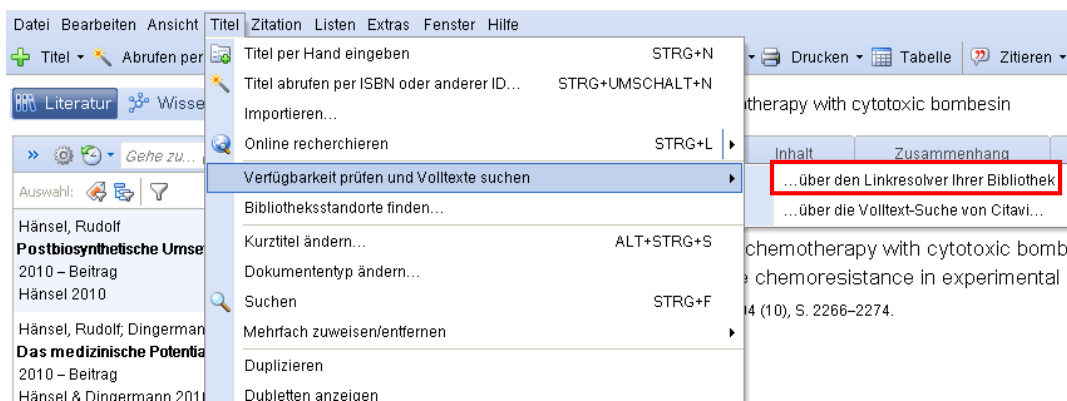 Datei Bearbeiten Ansicht Titel Zitation Listen Extras Fenster Hilfe
Titel Abrufen per Drucken Tabelle Zitieren
Literatur Wisse therapy with cytotoxic bombesin
Gehe zu... Inhalt Zusammenhang
Auswahl:
Titel per Hand eingeben STRG+N
Titel abrufen per ISBN oder anderer ID... STRG+UMSCHALT+N
Importieren...
Online recherchieren STRG+L
Verfügbarkeit prüfen und Volltexte suchen
Bibliotheksstandorte finden...
Kurztitel ändern... ALT+STRG+S
Dokumententyp ändern...
Suchen STRG+F
Mehrfach zuweisen/entfernen
Duplizieren
Dubletten anzeigen
...über den Linkresolver Ihrer Bibliothek
...über die Volltext-Suche von Citavi...
Hänsel, Rudolf
Postbiosynthetische Umse
2010 – Beitrag
Hänsel 2010
Hänsel, Rudolf; Dingerman
Das medizinische Potentia
2010 – Beitrag
Hänsel & Dingermann 201
chemotherapy with cytotoxic bomb
chemoresistance in experimental
4 (10), S. 2266–2274.